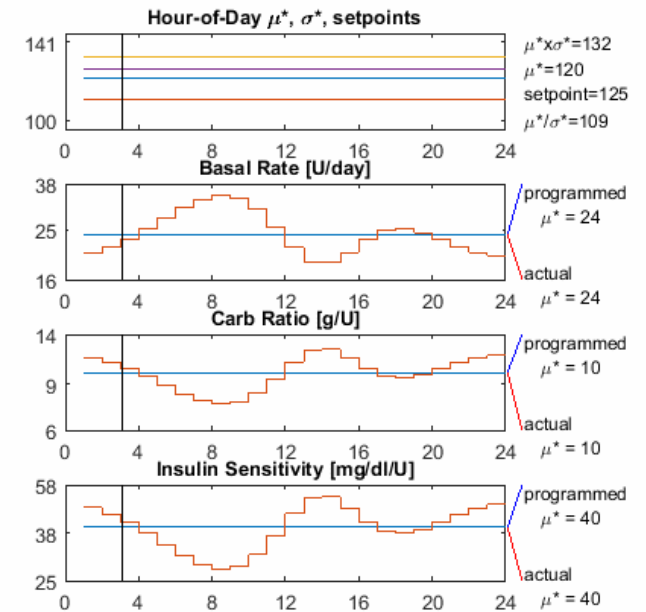 Hour-of-Day μ*, σ*, setpoints
141
μ*xσ*=132
μ*=120
setpoint=125
100
μ*/σ*=109
0 4 8 12 16 20 24
Basal Rate [U/day]
38
programmed
25
μ* = 24
16
actual
0 4 8 12 16 20 24
μ* = 24
Carb Ratio [g/U]
14
programmed
μ* = 10
9
6
actual
0 4 8 12 16 20 24
μ* = 10
Insulin Sensitivity [mg/dl/U]
58
programmed
μ* = 40
38
25
actual
0 4 8 12 16 20 24
μ* = 40